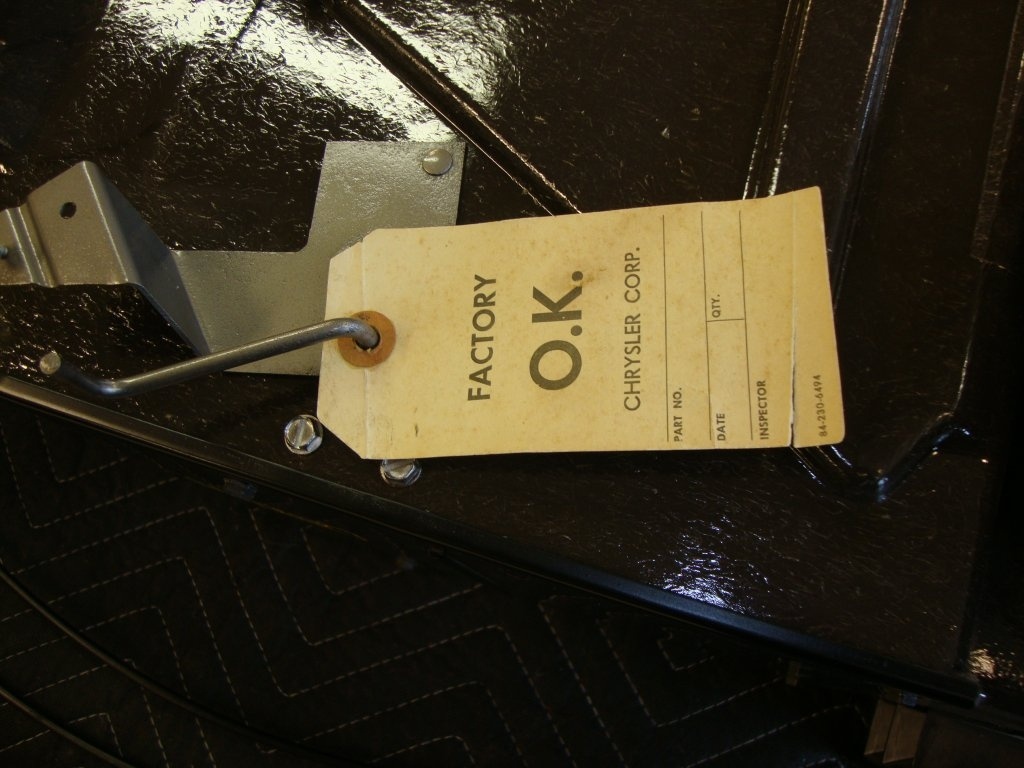 FACTORY
O.K.
CHRYSLER CORP.
PART NO.
DATE QTY.
INSPECTOR
84-230-6494